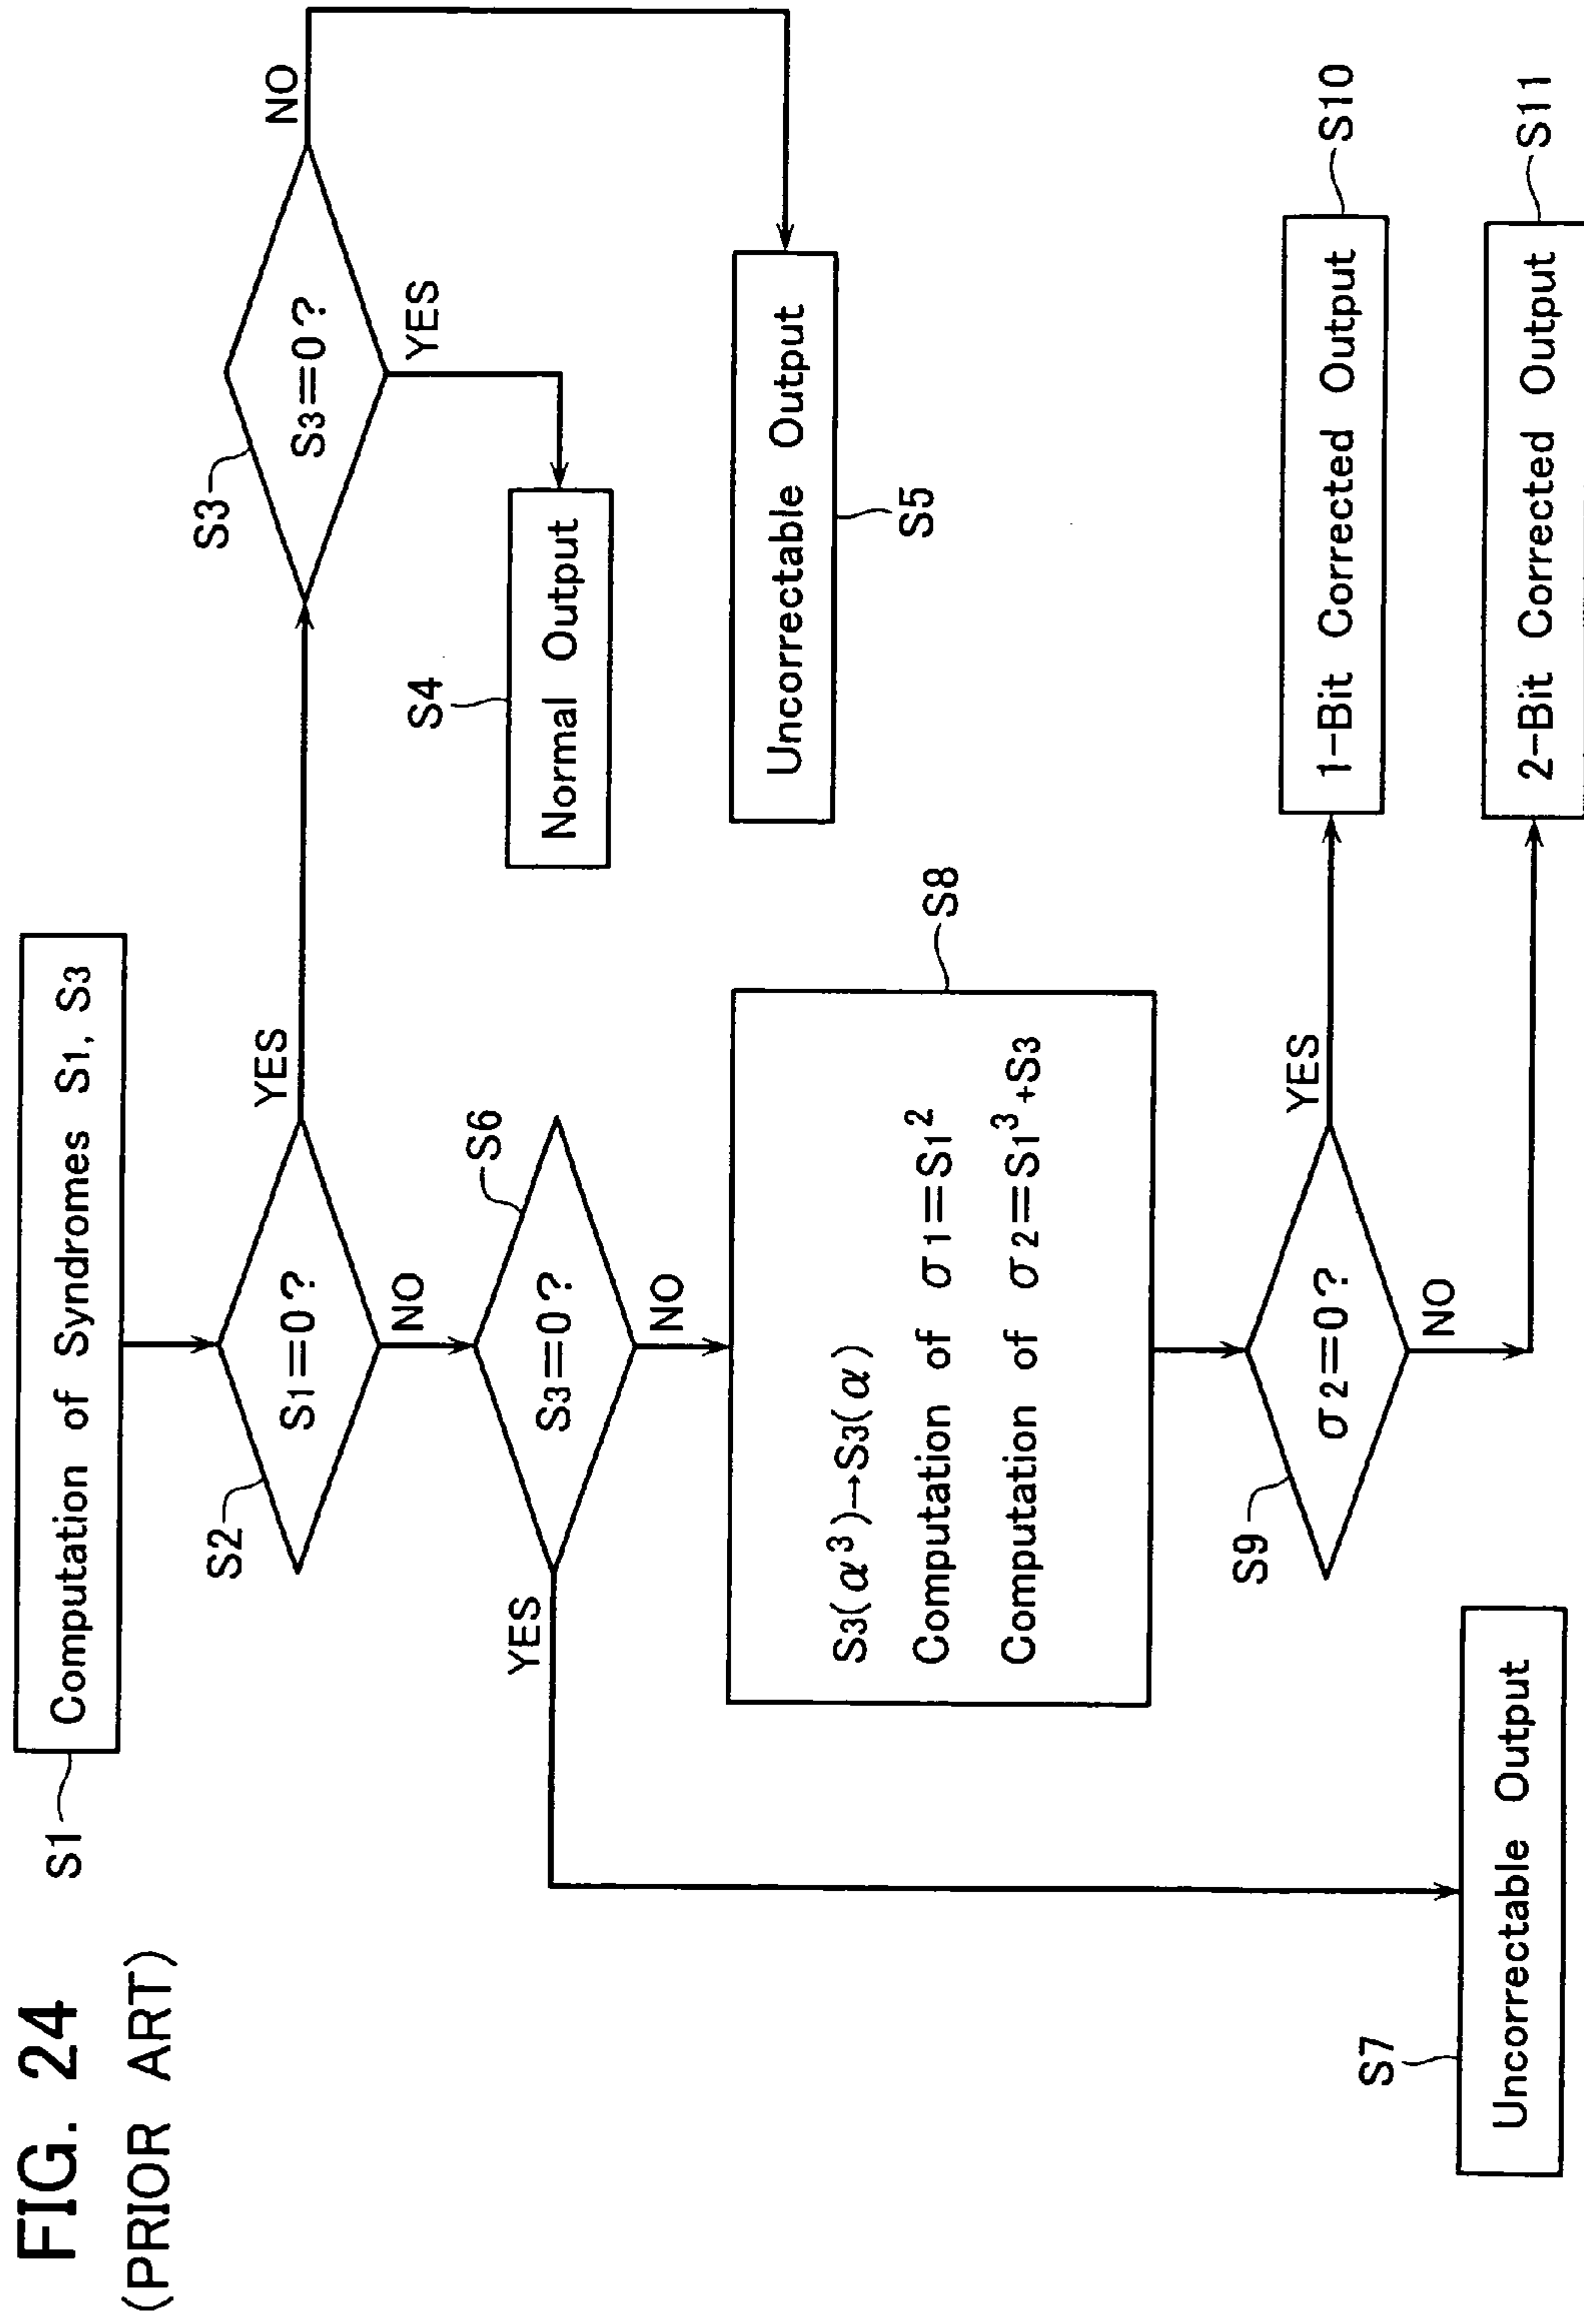 FIG. 24
(PRIOR ART)
S1
Computation of Syndromes S1, S3
S2
S1=0?
YES
NO
S3
S3=0?
NO
YES
S4
Normal Output
Uncorrectable Output
S5
S6
S3=0?
YES
NO
S8
S3(α³)→S3(α)
Computation of σ1=S1²
Computation of σ2=S1³+S3
S9
σ2=0?
YES
NO
S7
Uncorrectable Output
1-Bit Corrected Output
S10
2-Bit Corrected Output
S11